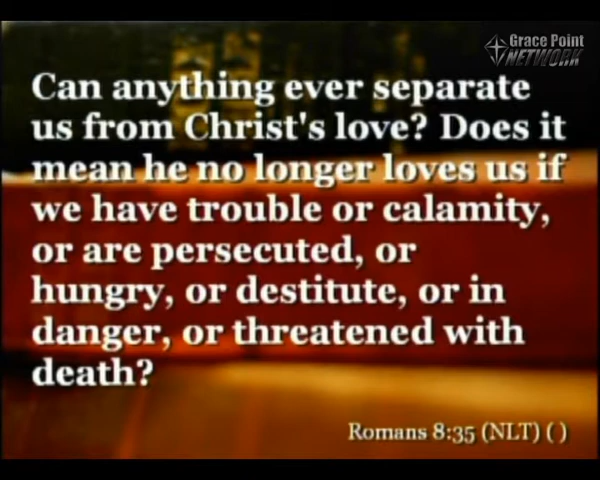 Grace Point
NETWORK
Can anything ever separate
us from Christ's love? Does it
mean he no longer loves us if
we have trouble or calamity,
or are persecuted, or
hungry, or destitute, or in
danger, or threatened with
death?
Romans 8:35 (NLT) ( )